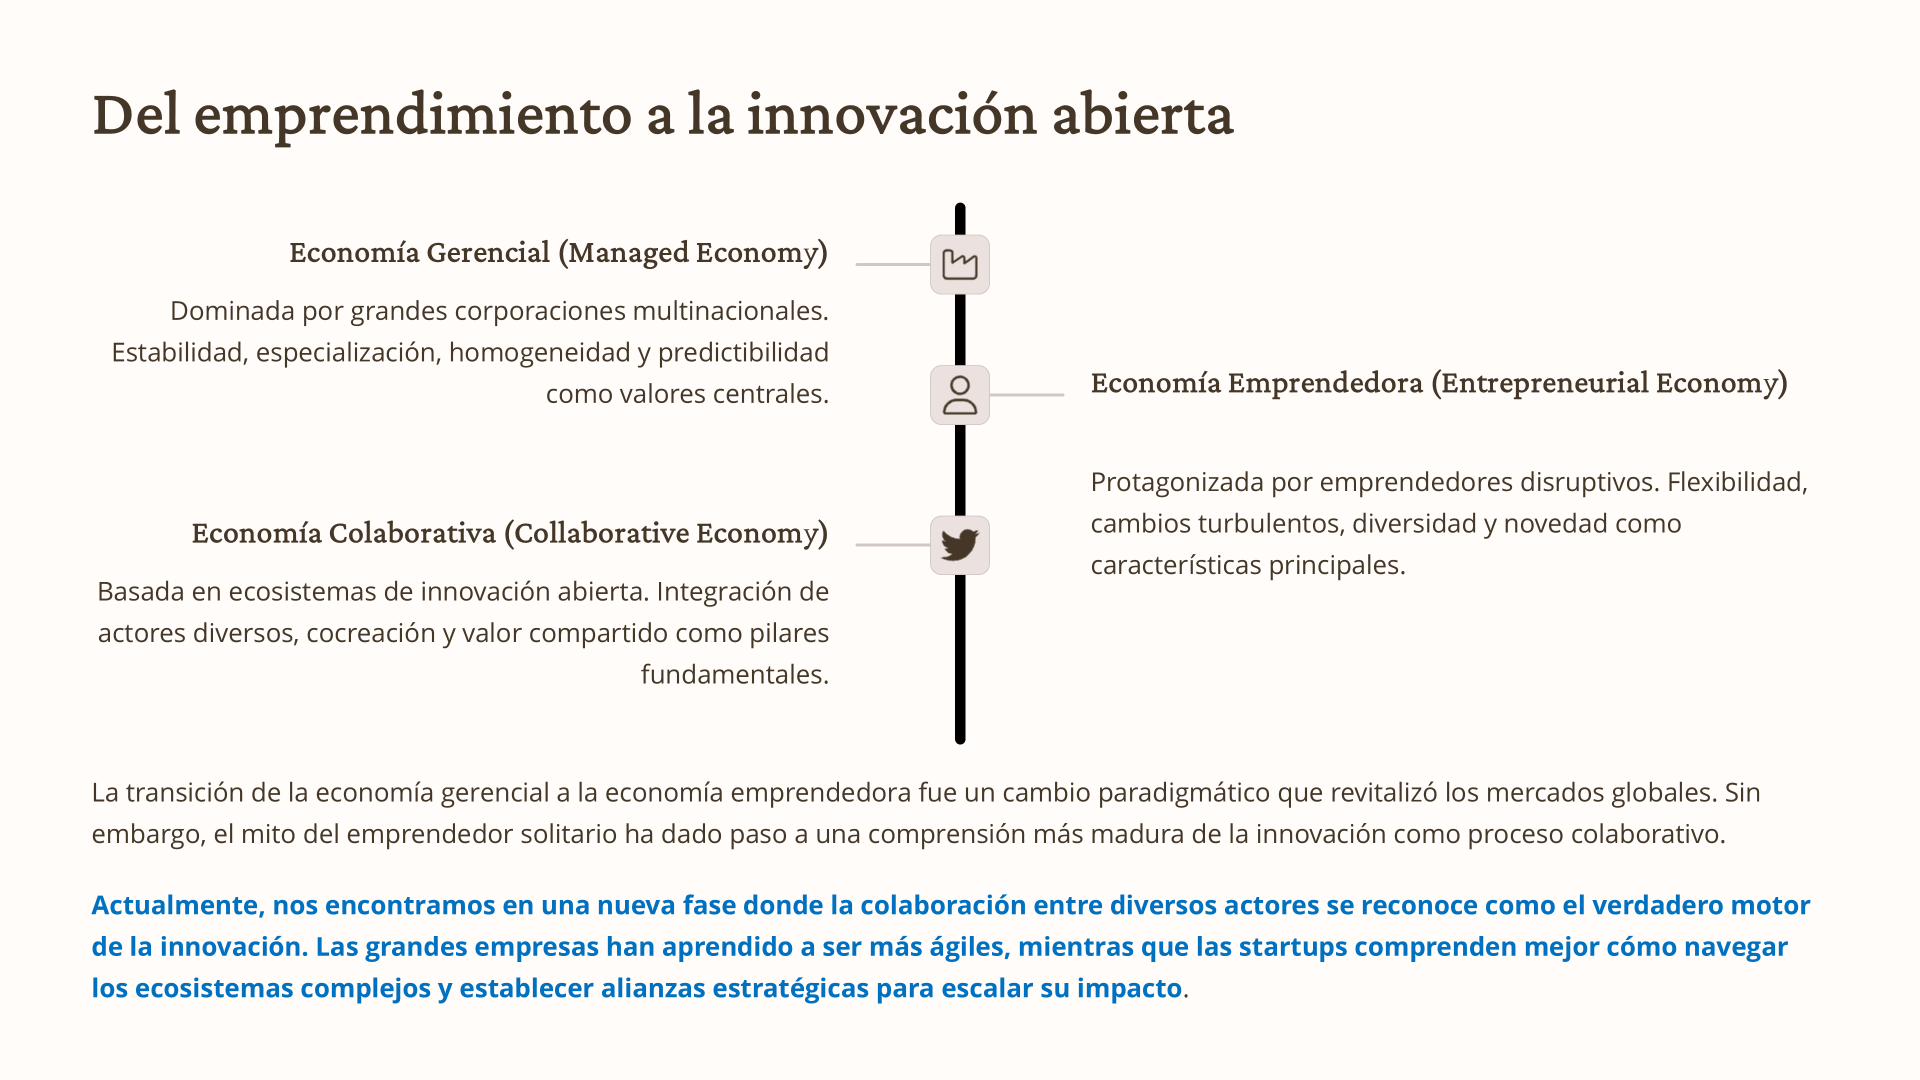 Del emprendimiento a la innovación abierta
Economía Gerencial (Managed Economy)
Dominada por grandes corporaciones multinacionales.
Estabilidad, especialización, homogeneidad y predictibilidad
como valores centrales.
Economía Emprendedora (Entrepreneurial Economy)
Protagonizada por emprendedores disruptivos. Flexibilidad,
cambios turbulentos, diversidad y novedad como
características principales.
Economía Colaborativa (Collaborative Economy)
Basada en ecosistemas de innovación abierta. Integración de
actores diversos, cocreación y valor compartido como pilares
fundamentales.
La transición de la economía gerencial a la economía emprendedora fue un cambio paradigmático que revitalizó los mercados globales. Sin
embargo, el mito del emprendedor solitario ha dado paso a una comprensión más madura de la innovación como proceso colaborativo.
Actualmente, nos encontramos en una nueva fase donde la colaboración entre diversos actores se reconoce como el verdadero motor
de la innovación. Las grandes empresas han aprendido a ser más ágiles, mientras que las startups comprenden mejor cómo navegar
los ecosistemas complejos y establecer alianzas estratégicas para escalar su impacto.